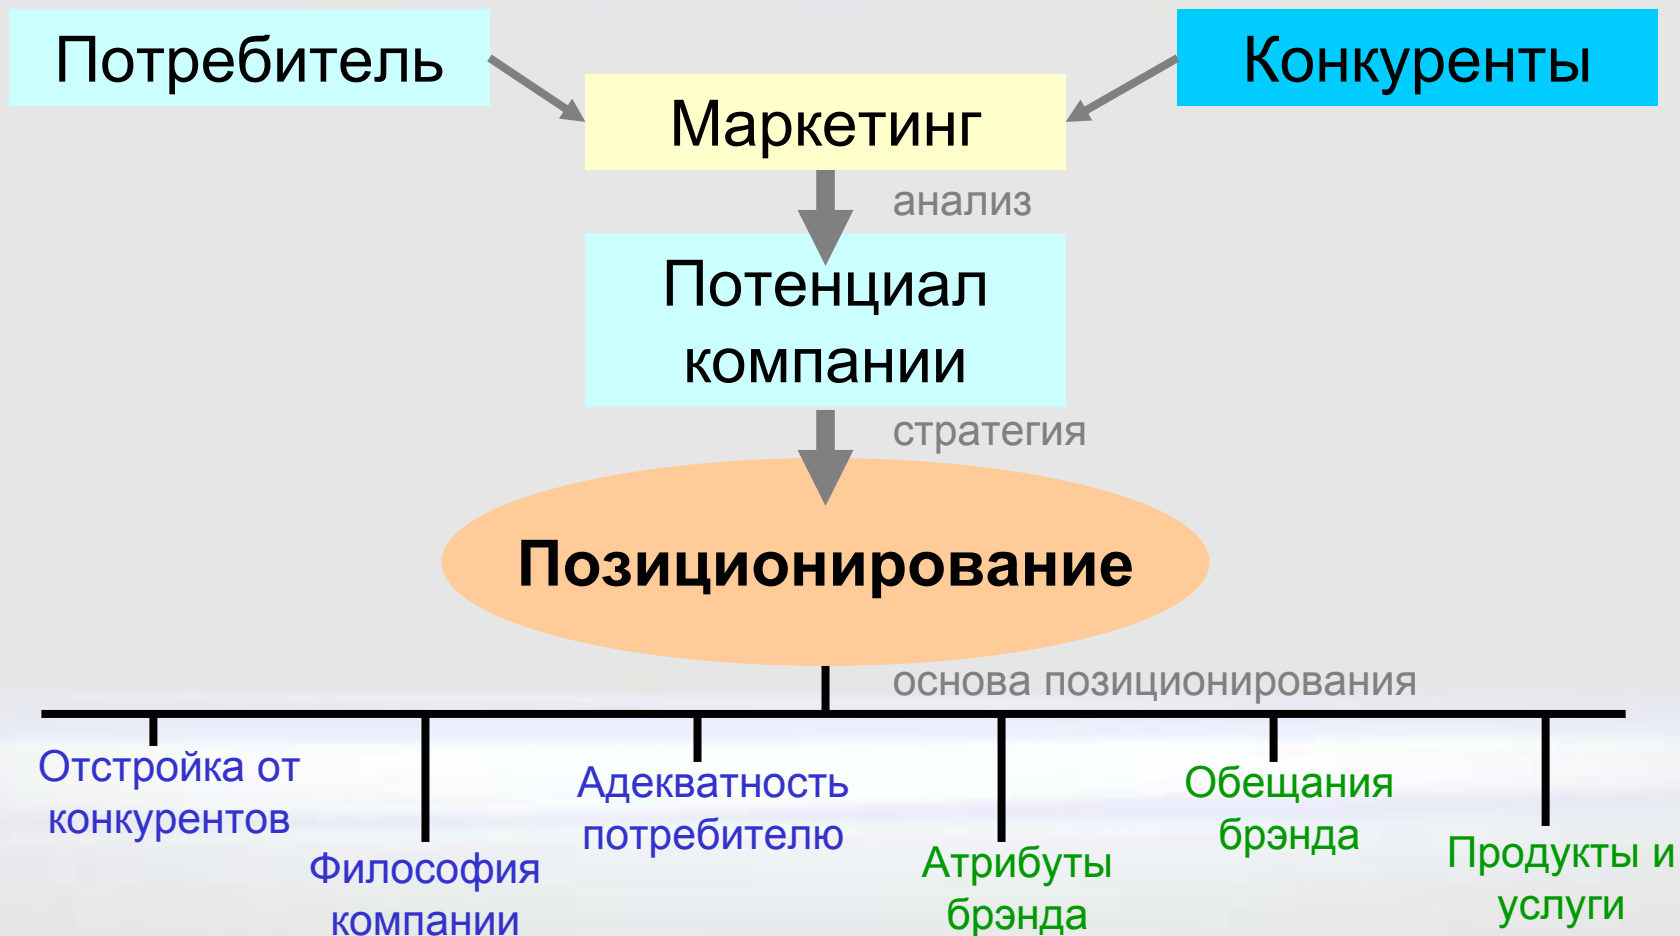 Потребитель
Конкуренты
Маркетинг
анализ
Потенциал
компании
стратегия
Позиционирование
основа позиционирования
Отстройка от
конкурентов
Философия
компании
Адекватность
потребителю
Атрибуты
брэнда
Обещания
брэнда
Продукты и
услуги